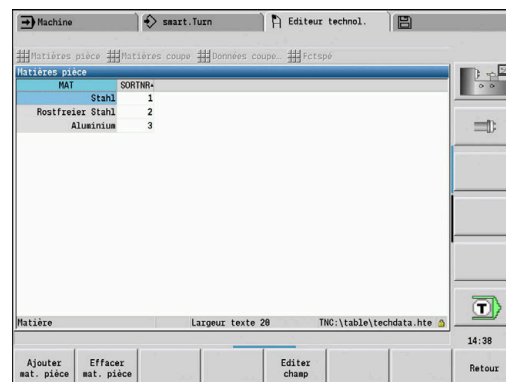 Machine smart.Turn Editeur technol.
Matières pièce Matières coupe Données coupe.. Fctspé
Matières pièce
MAT SORTNR
Stahl 1
Rostfreier Stahl 2
Aluminium 3
Matière Largeur texte 20 TNC:\table\techdata.hte
T
14:38
Ajouter mat. pièce Effacer mat. pièce Editer champ Retour